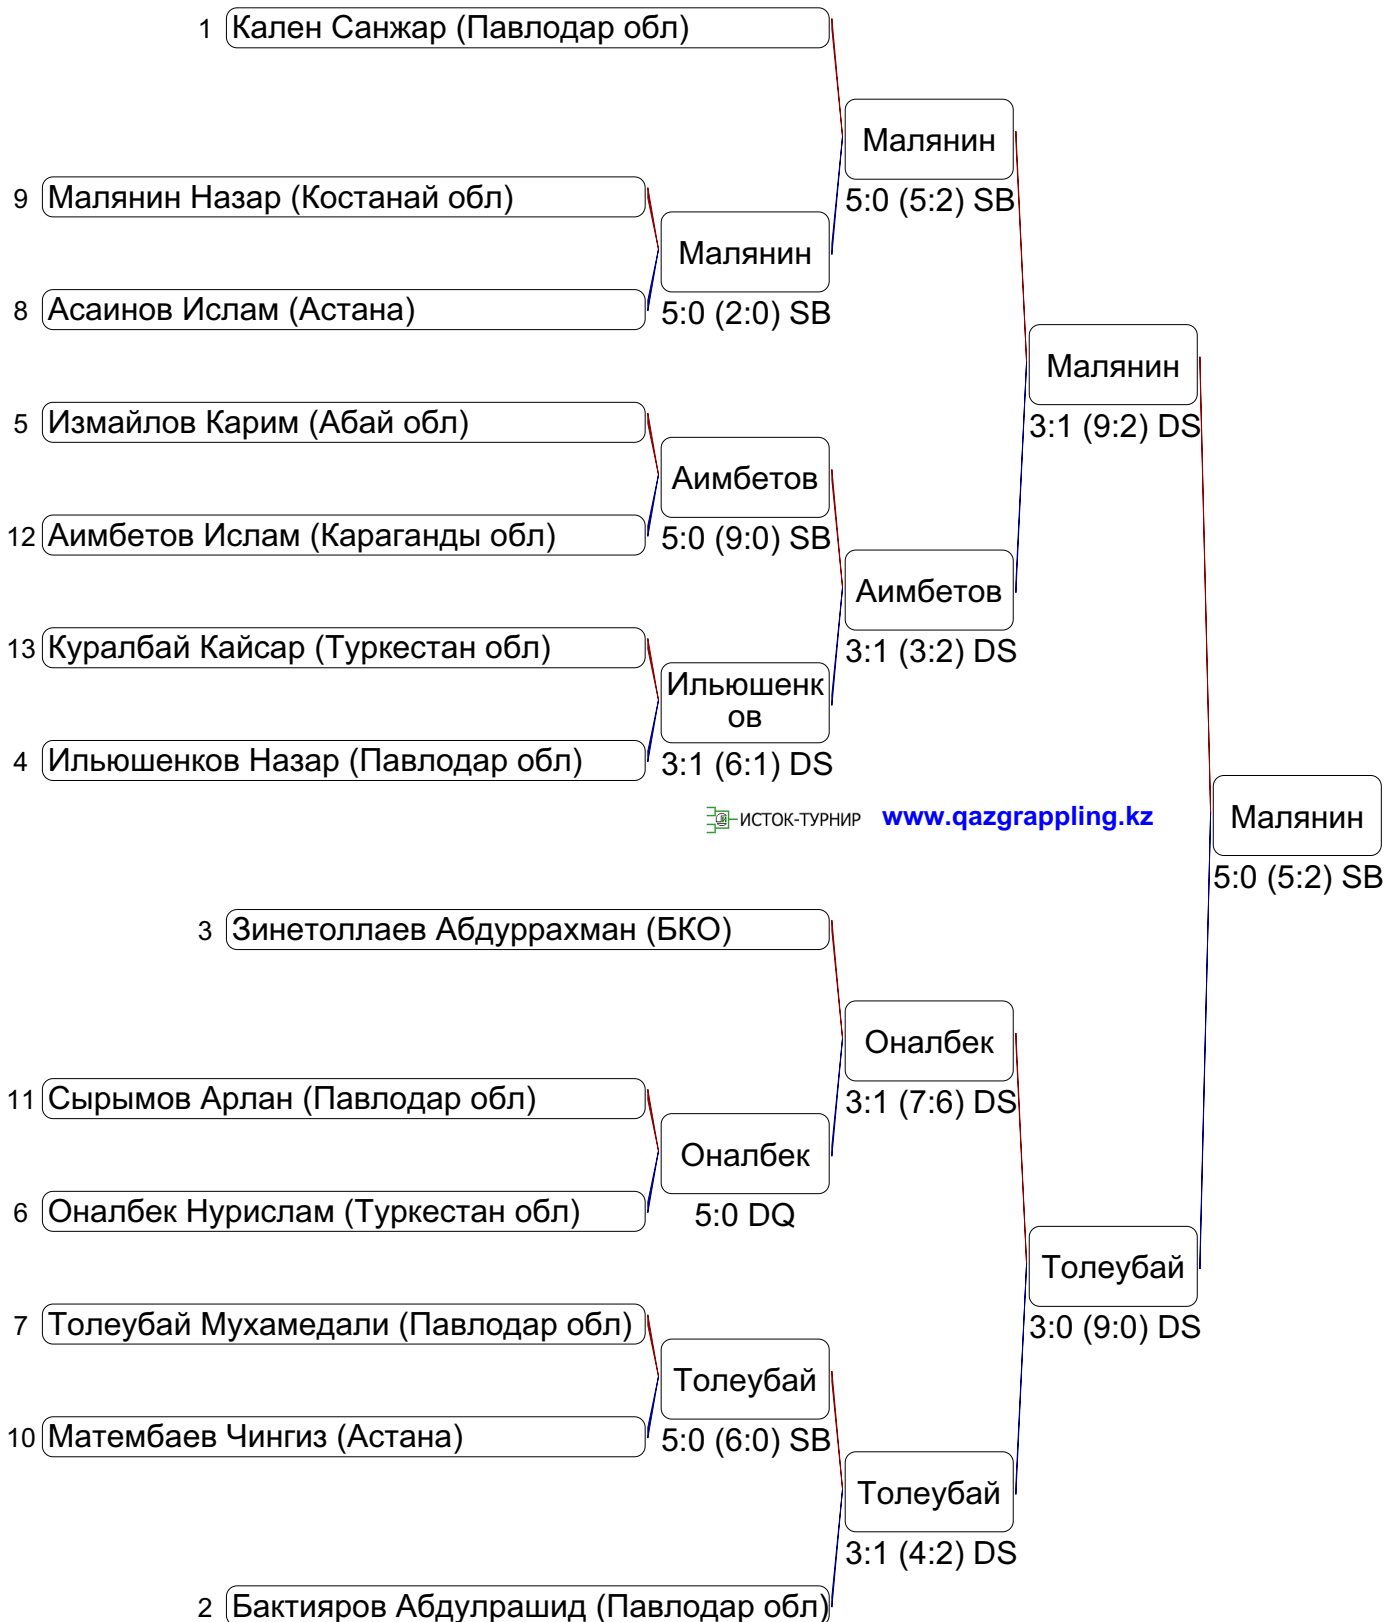 1 Кален Санжар (Павлодар обл)
Малянин
5:0 (5:2) SB
9 Малянин Назар (Костанай обл)
Малянин
5:0 (2:0) SB
8 Асаинов Ислам (Астана)
Малянин
3:1 (9:2) DS
5 Измайлов Карим (Абай обл)
Аимбетов
5:0 (9:0) SB
12 Аимбетов Ислам (Караганды обл)
Аимбетов
3:1 (3:2) DS
13 Куралбай Кайсар (Туркестан обл)
Ильюшенк
ов
3:1 (6:1) DS
4 Ильюшенков Назар (Павлодар обл)
ИСТОК-ТУРНИР www.qazgrappling.kz
Малянин
5:0 (5:2) SB
3 Зинетоллаев Абдуррахман (БКО)
Оналбек
3:1 (7:6) DS
11 Сырымов Арлан (Павлодар обл)
Оналбек
5:0 DQ
6 Оналбек Нурислам (Туркестан обл)
Толеубай
3:0 (9:0) DS
7 Толеубай Мухамедали (Павлодар обл)
Толеубай
5:0 (6:0) SB
10 Матембаев Чингиз (Астана)
Толеубай
3:1 (4:2) DS
2 Бактияров Абдулрашид (Павлодар обл)